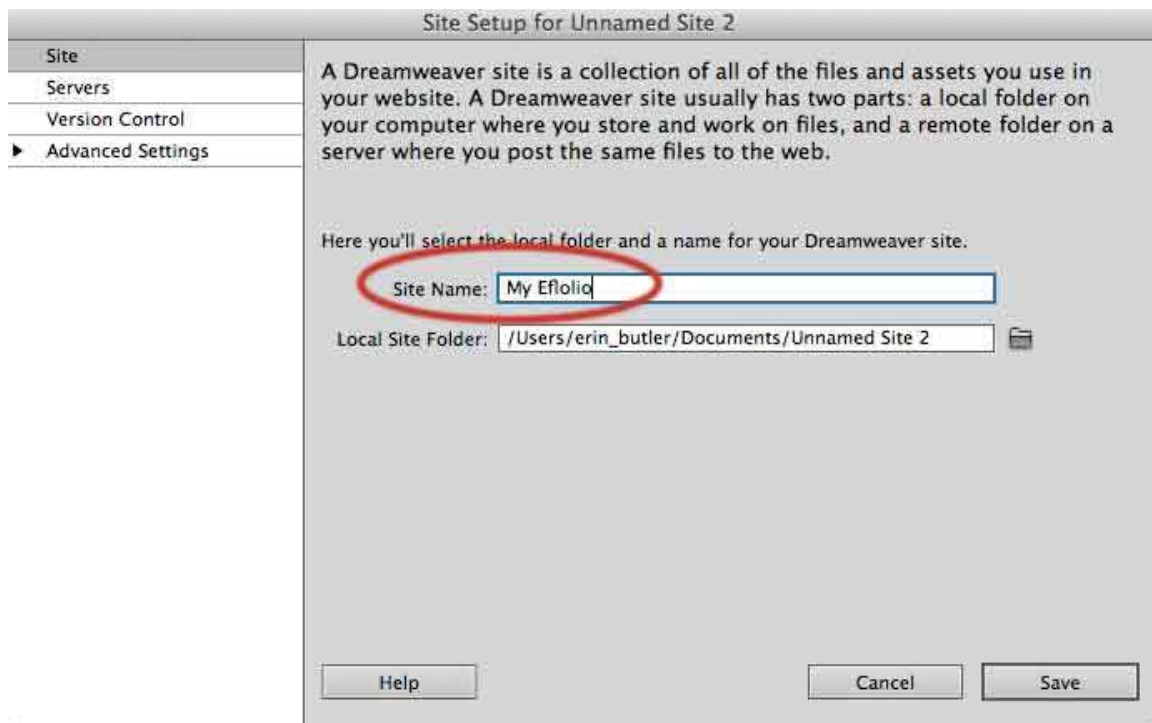 Site Setup for Unnamed Site 2
Site
Servers
Version Control
Advanced Settings
A Dreamweaver site is a collection of all of the files and assets you use in
your website. A Dreamweaver site usually has two parts: a local folder on
your computer where you store and work on files, and a remote folder on a
server where you post the same files to the web.
Here you'll select the local folder and a name for your Dreamweaver site.
Site Name: My Eflolio
Local Site Folder: /Users/erin_butler/Documents/Unnamed Site 2
Help Cancel Save